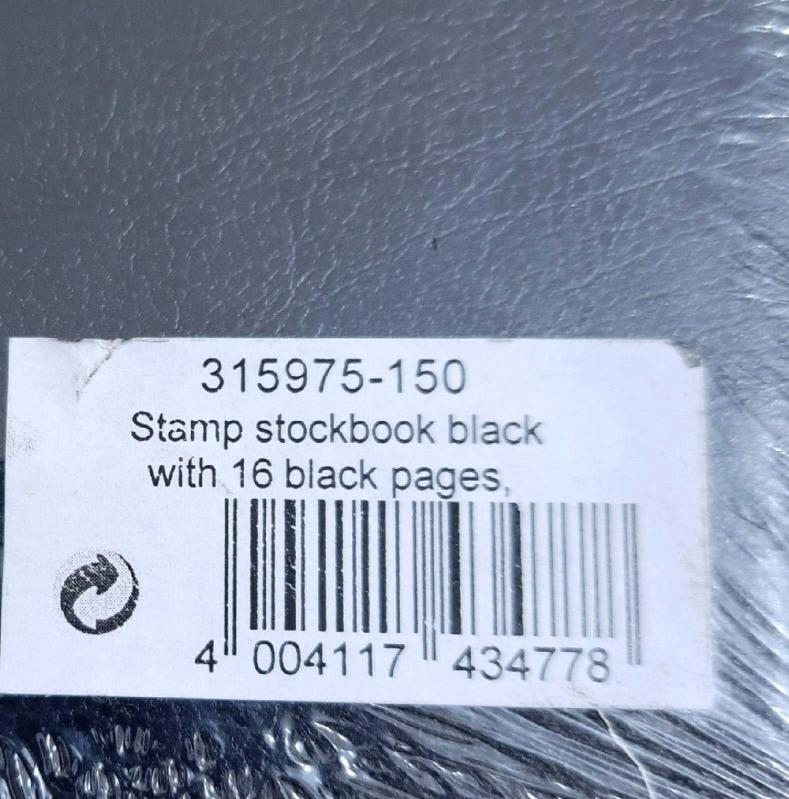 315975-150
Stamp stockbook black
with 16 black pages,
4 004117 434778